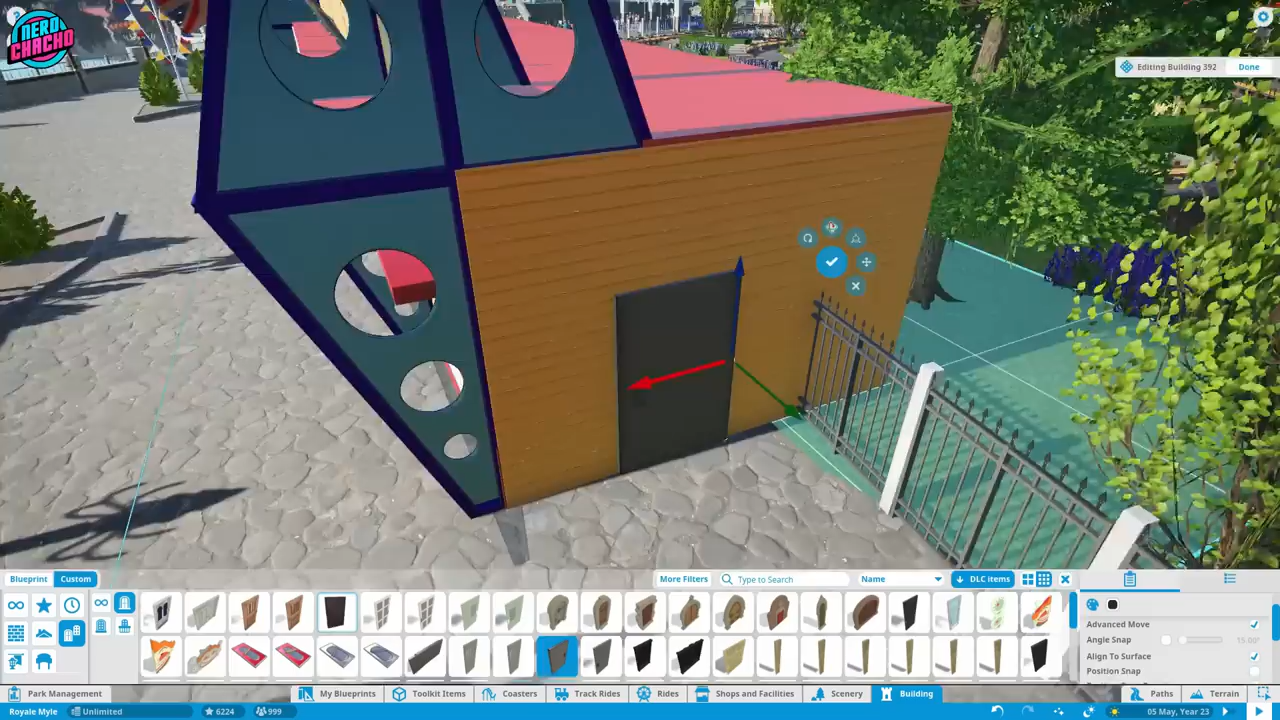 NERD
CHACHO
Editing Building 392
Done
Blueprint
Custom
More Filters
Type to Search
Name
DLC items
Advanced Move
Angle Snap
15.00°
Align To Surface
Position Snap
Park Management
My Blueprints
Toolkit Items
Coasters
Track Rides
Rides
Shops and Facilities
Scenery
Building
Paths
Terrain
Royale Myle
Unlimited
6224
999
05 May, Year 23